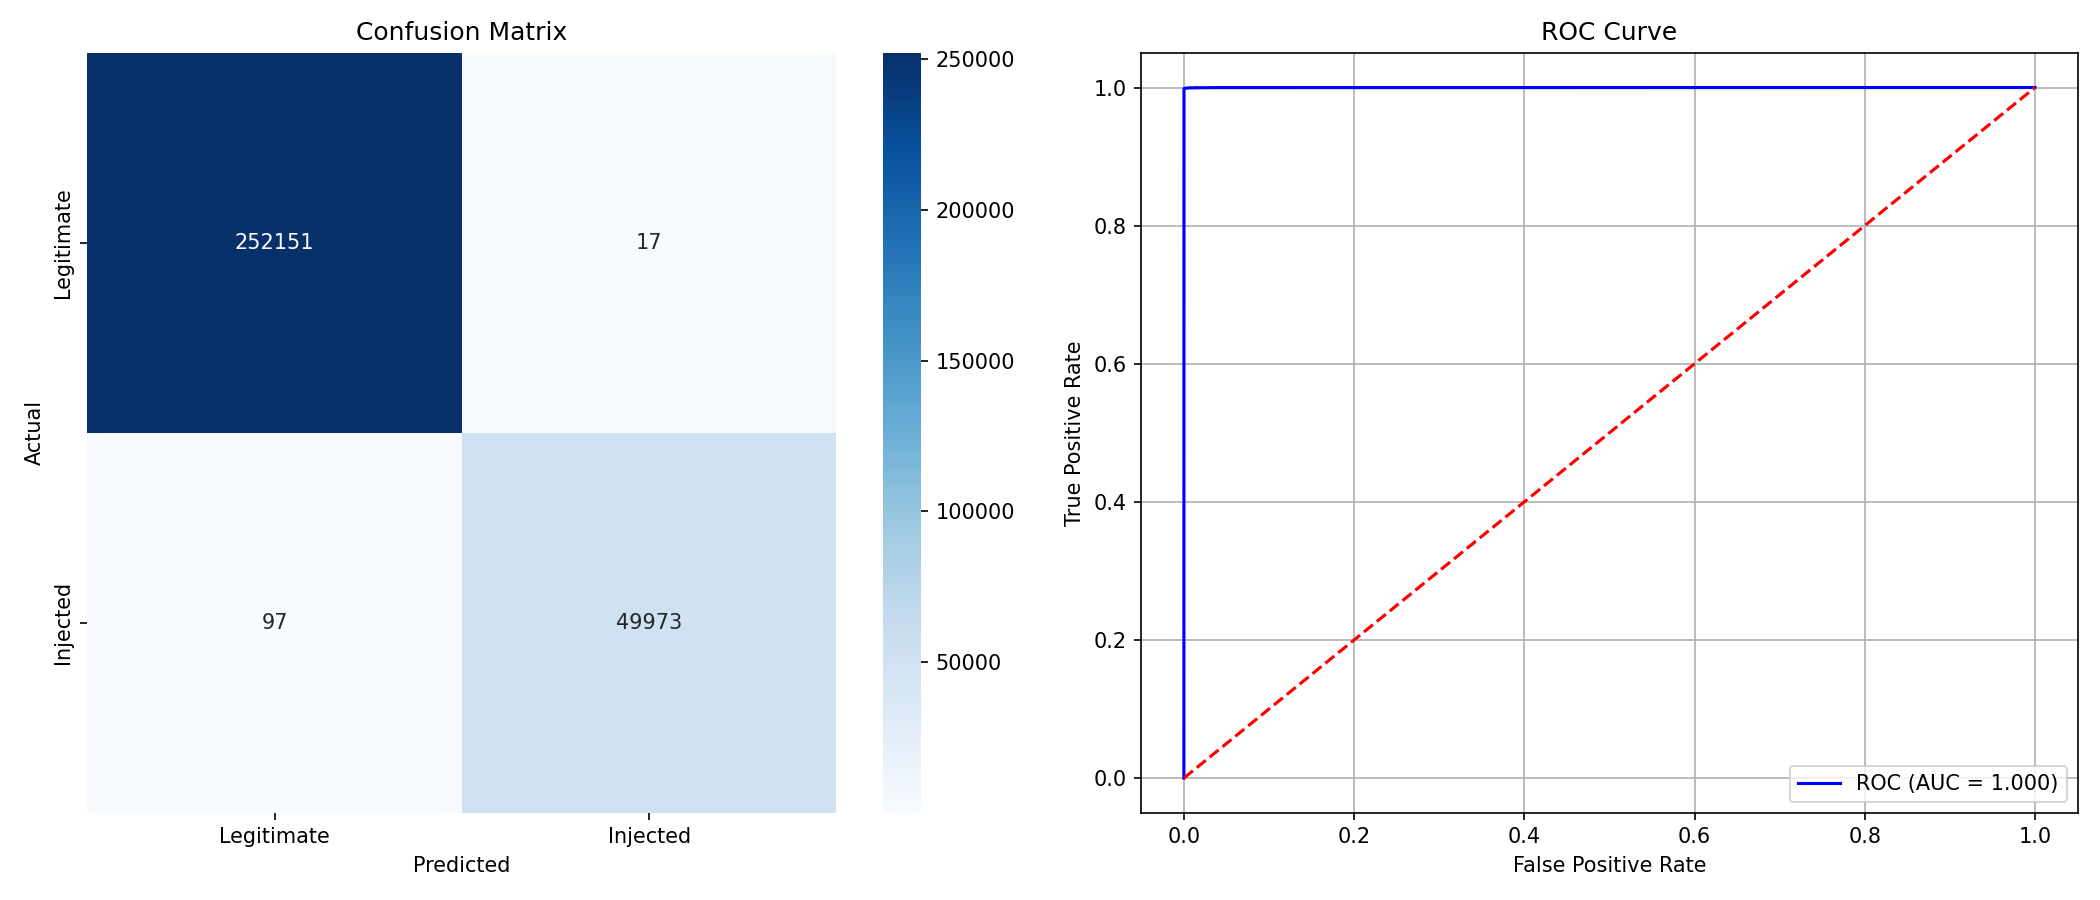 Confusion Matrix
Legitimate
Injected
Actual
252151
17
97
49973
Legitimate
Injected
Predicted
250000
200000
150000
100000
50000
ROC Curve
True Positive Rate
1.0
0.8
0.6
0.4
0.2
0.0
ROC (AUC = 1.000)
0.0
0.2
0.4
0.6
0.8
1.0
False Positive Rate